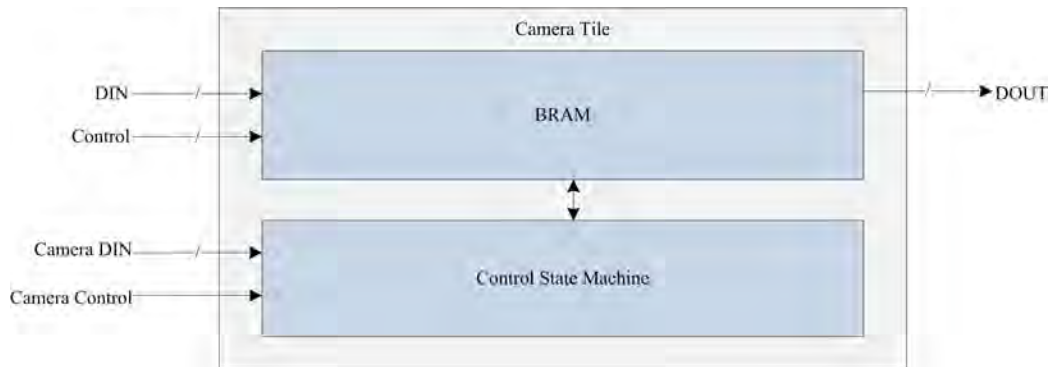 Camera Tile
DIN
Control
BRAM
DOUT
Camera DIN
Camera Control
Control State Machine